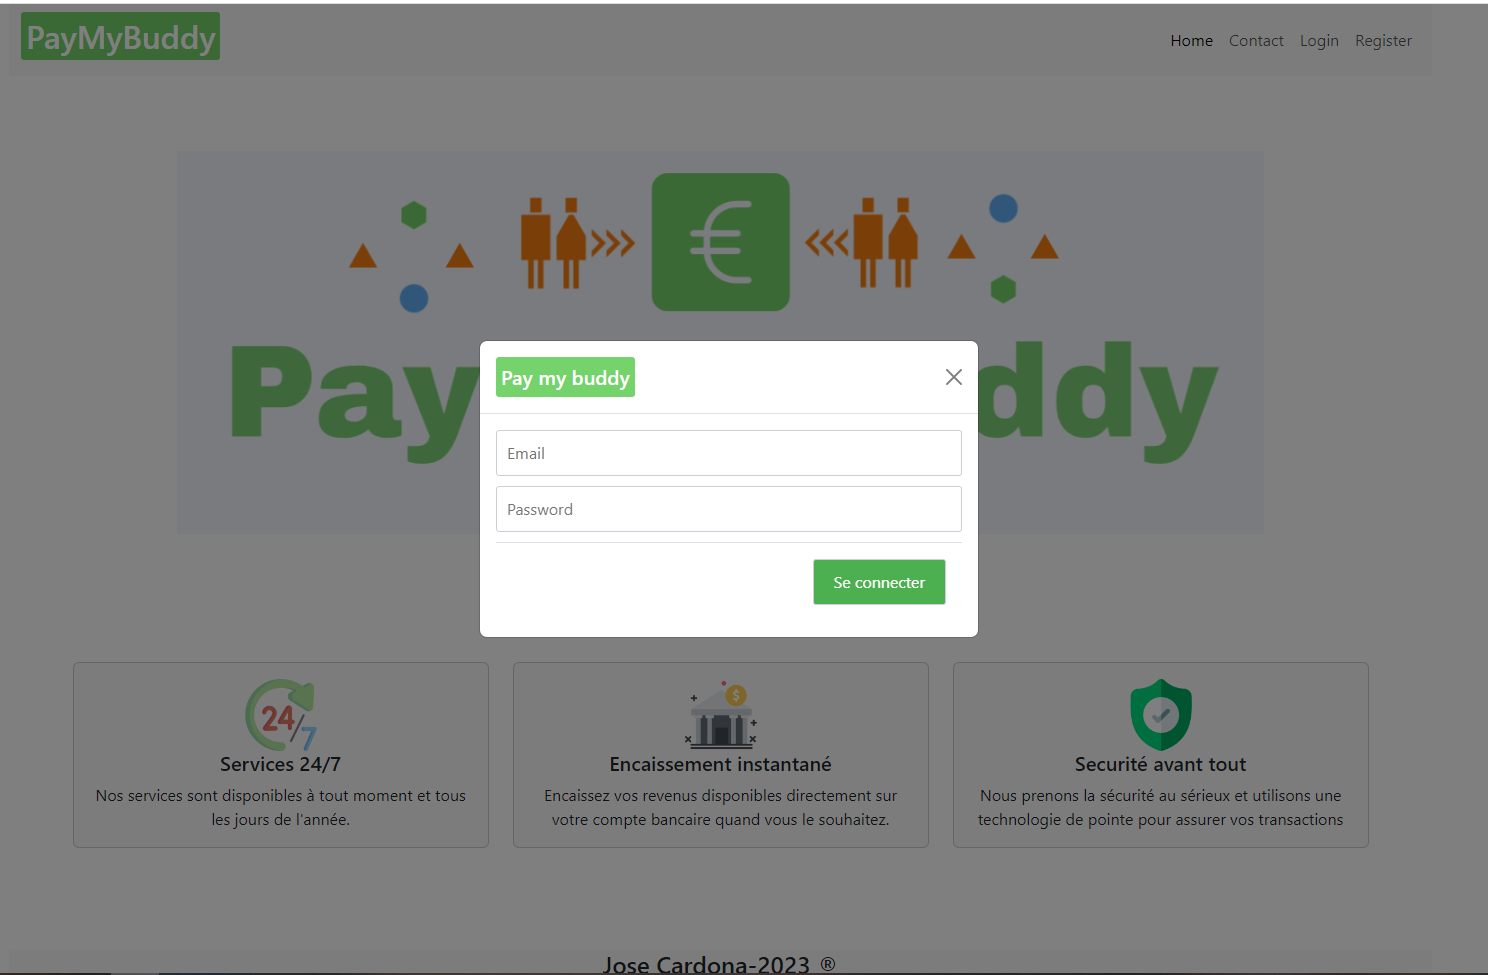 PayMyBuddy
Home Contact Login Register
€
Pay ddy
Pay my buddy
Email
Password
Se connecter
24/7
$
Services 24/7
Nos services sont disponibles à tout moment et tous
les jours de l'année.
Encaissement instantané
Encaissez vos revenus disponibles directement sur
votre compte bancaire quand vous le souhaitez.
Securité avant tout
Nous prenons la sécurité au sérieux et utilisons une
technologie de pointe pour assurer vos transactions
Jose Cardona-2023 ®